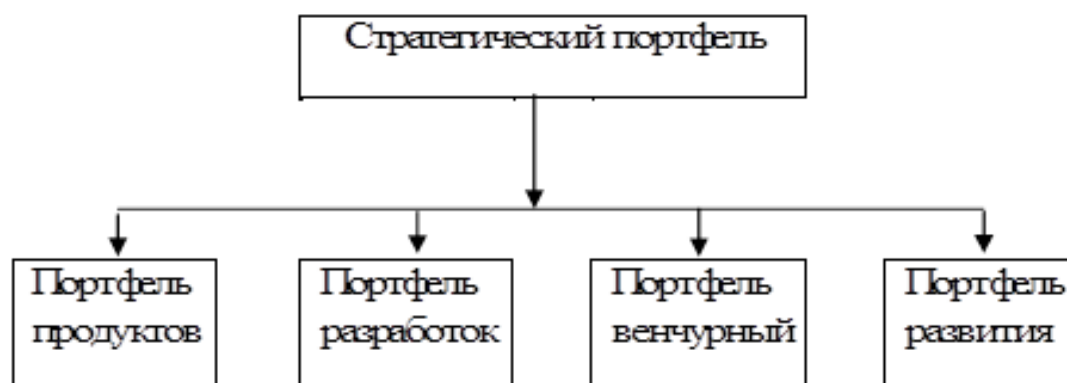 Стратегический портфель
Портфель
продуктов
Портфель
разработок
Портфель
венчурный
Портфель
развития